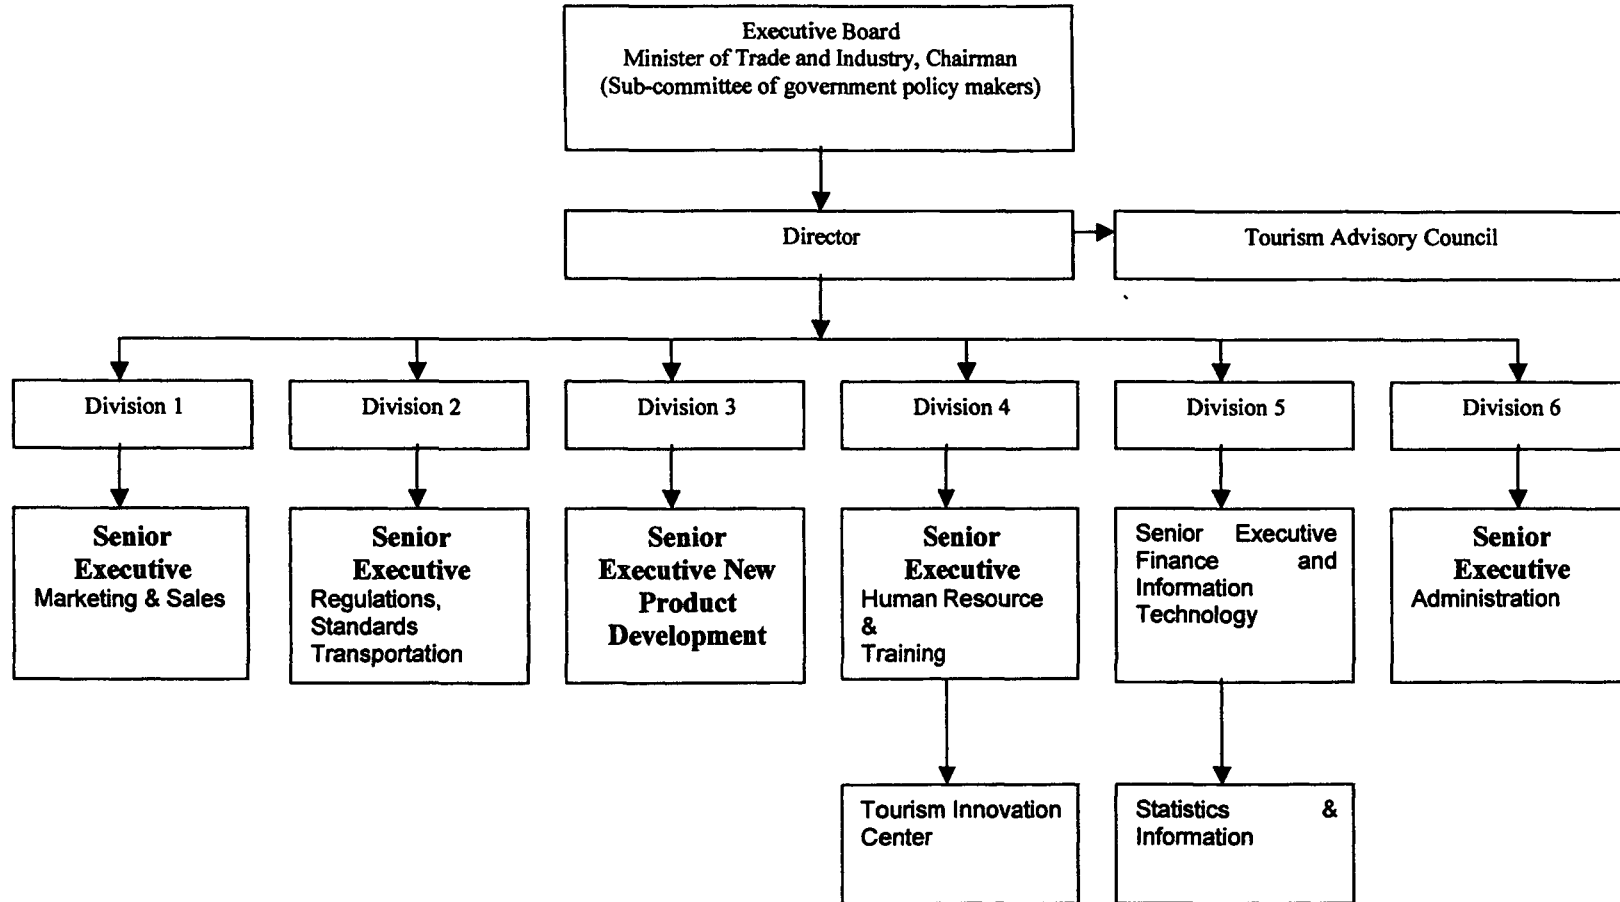 Executive Board
Minister of Trade and Industry, Chairman
(Sub-committee of government policy makers)
Director
Tourism Advisory Council
Division 1
Division 2
Division 3
Division 4
Division 5
Division 6
Senior
Executive
Marketing & Sales
Senior
Executive
Regulations,
Standards
Transportation
Senior
Executive New
Product
Development
Senior
Executive
Human Resource
&
Training
Senior Executive
Finance and
Information
Technology
Senior
Executive
Administration
Tourism Innovation
Center
Statistics &
Information